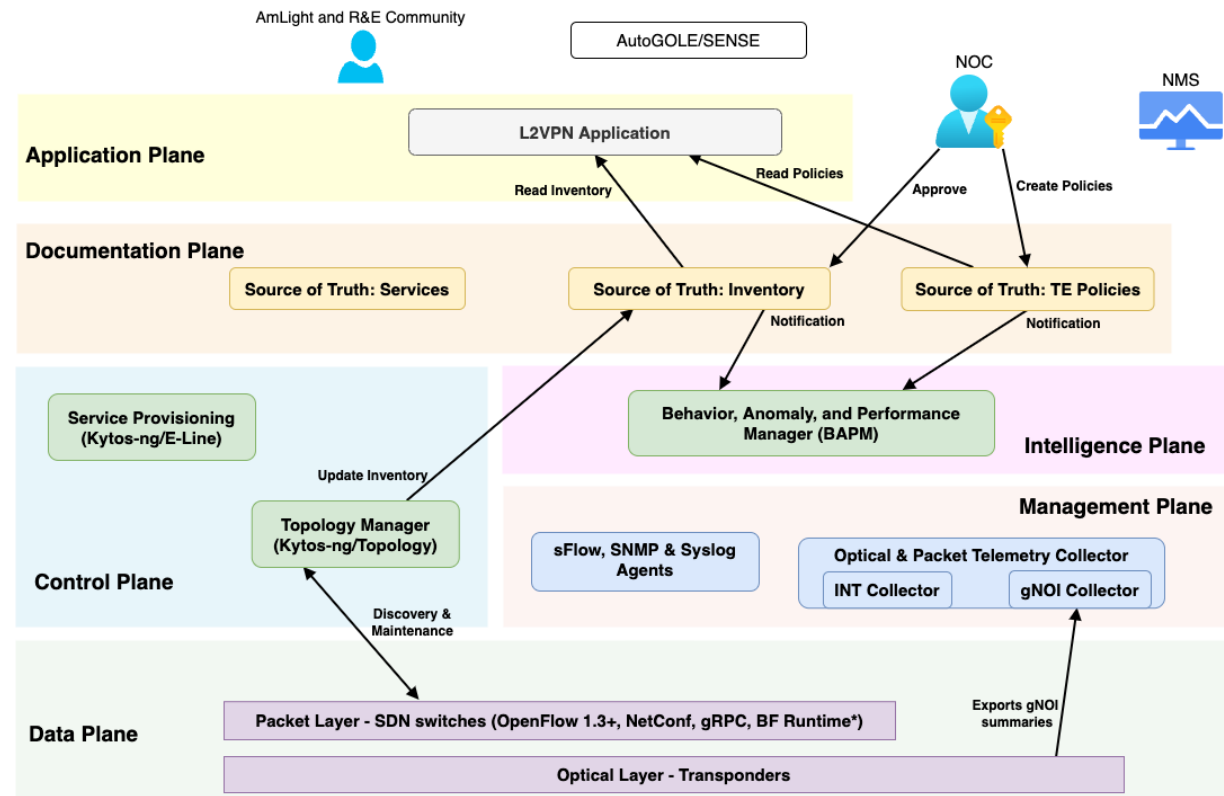 AmLight and R&E Community
AutoGOLE/SENSE
NOC
NMS
L2VPN Application
Application Plane
Read Inventory
Read Policies
Approve
Create Policies
Documentation Plane
Source of Truth: Services
Source of Truth: Inventory
Source of Truth: TE Policies
Notification
Notification
Service Provisioning
(Kytos-ng/E-Line)
Behavior, Anomaly, and Performance
Manager (BAPM)
Intelligence Plane
Update Inventory
Management Plane
Topology Manager
(Kytos-ng/Topology)
sFlow, SNMP & Syslog
Agents
Optical & Packet Telemetry Collector
INT Collector
gNOI Collector
Control Plane
Discovery &
Maintenance
Exports gNOI
summaries
Packet Layer - SDN switches (OpenFlow 1.3+, NetConf, gRPC, BF Runtime*)
Data Plane
Optical Layer - Transponders